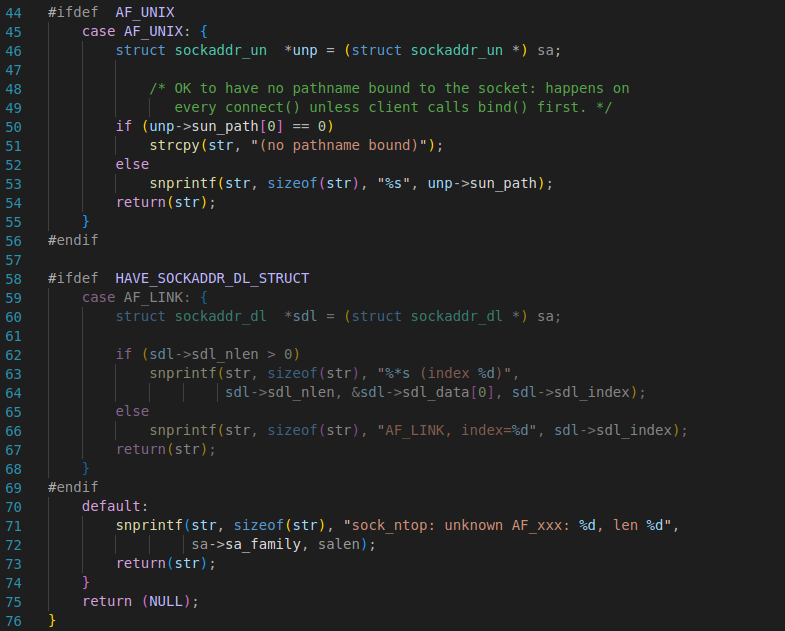 44 #ifdef  AF_UNIX
45     case AF_UNIX: {
46         struct sockaddr_un  *unp = (struct sockaddr_un *) sa;
47
48             /* OK to have no pathname bound to the socket: happens on
49                every connect() unless client calls bind() first. */
50         if (unp->sun_path[0] == 0)
51             strcpy(str, "(no pathname bound)");
52         else
53             snprintf(str, sizeof(str), "%s", unp->sun_path);
54         return(str);
55     }
56 #endif
57
58 #ifdef  HAVE_SOCKADDR_DL_STRUCT
59     case AF_LINK: {
60         struct sockaddr_dl  *sdl = (struct sockaddr_dl *) sa;
61
62         if (sdl->sdl_nlen > 0)
63             snprintf(str, sizeof(str), "%*s (index %d)",
64                      sdl->sdl_nlen, &sdl->sdl_data[0], sdl->sdl_index);
65         else
66             snprintf(str, sizeof(str), "AF_LINK, index=%d", sdl->sdl_index);
67         return(str);
68     }
69 #endif
70     default:
71         snprintf(str, sizeof(str), "sock_ntop: unknown AF_xxx: %d, len %d",
72                  sa->sa_family, salen);
73         return(str);
74     }
75     return (NULL);
76 }